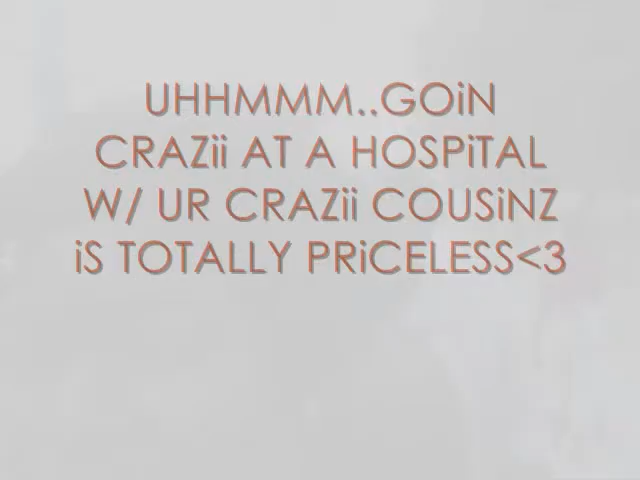 UHHMMM..GOiN
CRAZii AT A HOSPiTAL
W/ UR CRAZii COUSiNZ
iS TOTALLY PRiCELESS<3